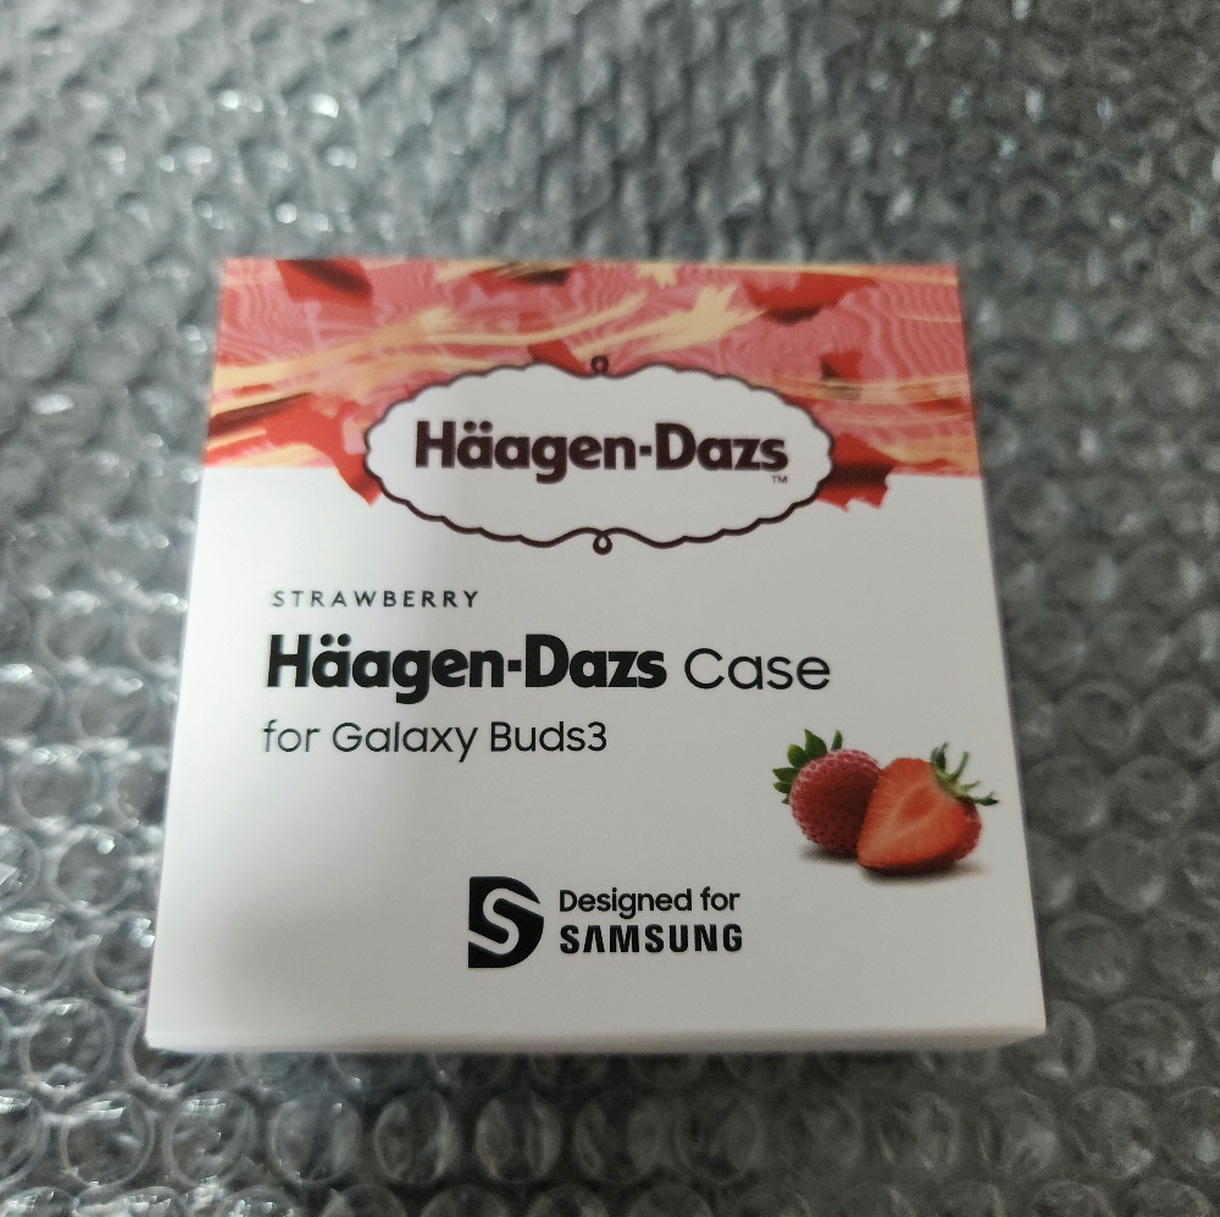 Häagen-Dazs
TM
STRAWBERRY
Häagen-Dazs Case
for Galaxy Buds3
Designed for
SAMSUNG